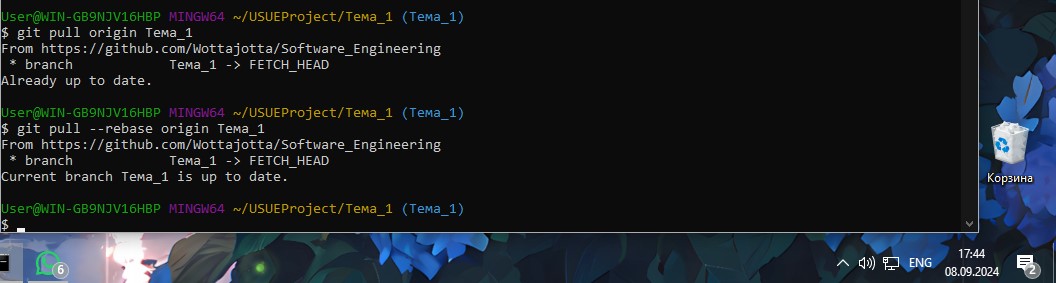 User@WIN-GB9NJV16HBP MINGW64 ~/USUEProject/Тема_1 (Тема_1)
$ git pull origin Тема_1
From https://github.com/Wottajotta/Software_Engineering
 * branch            Тема_1 -> FETCH_HEAD
Already up to date.

User@WIN-GB9NJV16HBP MINGW64 ~/USUEProject/Тема_1 (Тема_1)
$ git pull --rebase origin Тема_1
From https://github.com/Wottajotta/Software_Engineering
 * branch            Тема_1 -> FETCH_HEAD
Current branch Тема_1 is up to date.

User@WIN-GB9NJV16HBP MINGW64 ~/USUEProject/Тема_1 (Тема_1)
$
Корзина
6
ENG
17:44
08.09.2024
2